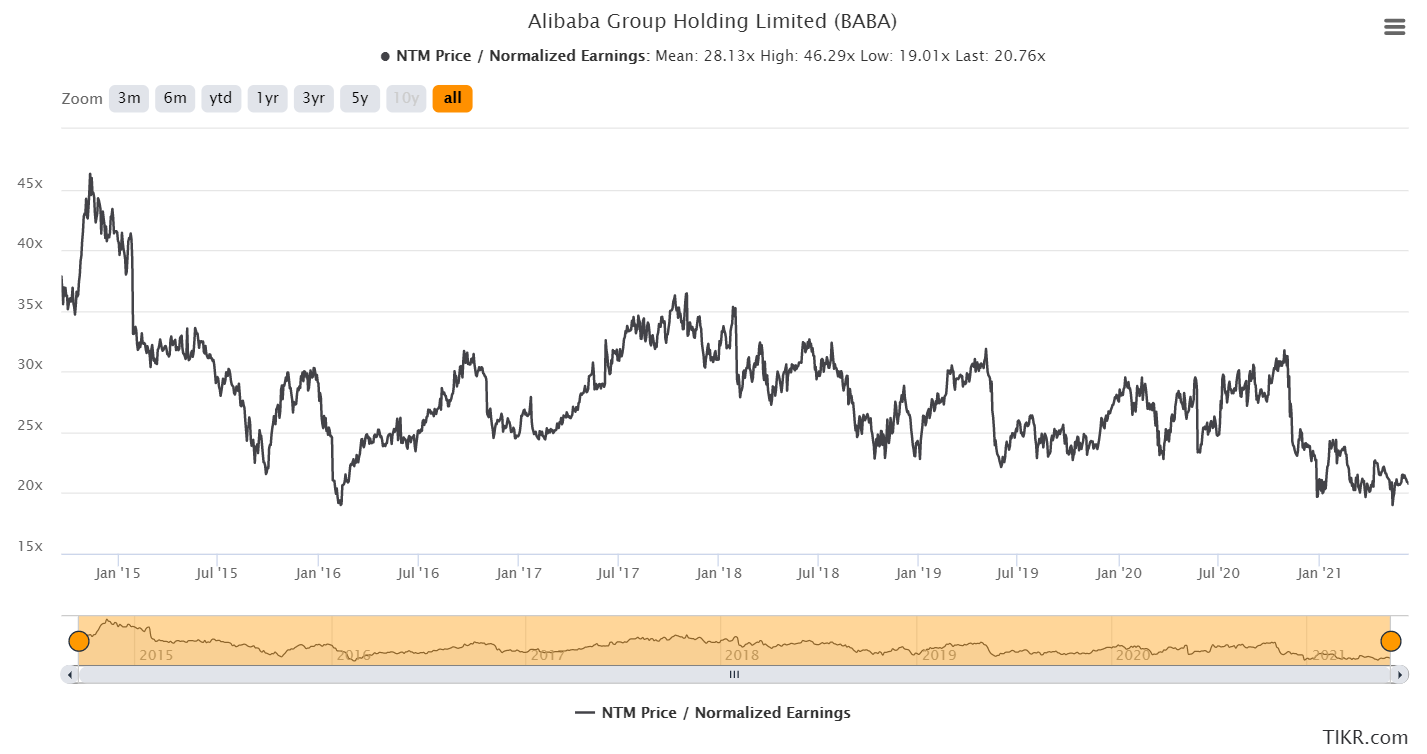 Alibaba Group Holding Limited (BABA)
● NTM Price / Normalized Earnings: Mean: 28.13x High: 46.29x Low: 19.01x Last: 20.76x
Zoom 3m 6m ytd 1yr 3yr 5y 10y all
45x
40x
35x
30x
25x
20x
15x
Jan '15 Jul '15 Jan '16 Jul '16 Jan '17 Jul '17 Jan '18 Jul '18 Jan '19 Jul '19 Jan '20 Jul '20 Jan '21
2015 2016 2017 2018 2019 2020 2021
NTM Price / Normalized Earnings
TIKR.com